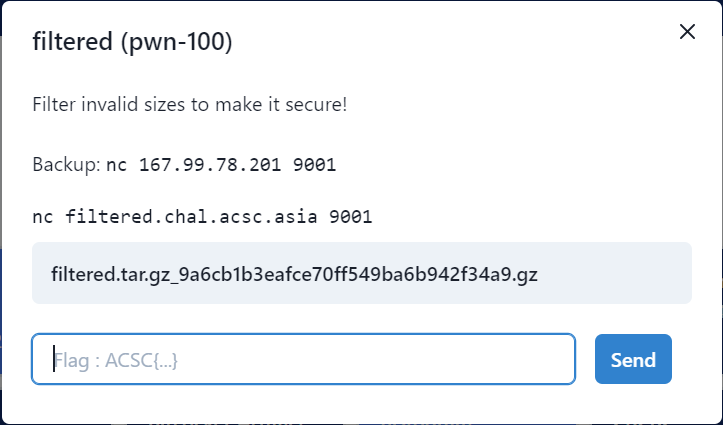 filtered (pwn-100)
Filter invalid sizes to make it secure!
Backup: nc 167.99.78.201 9001
nc filtered.chal.acsc.asia 9001
filtered.tar.gz_9a6cb1b3eafce70ff549ba6b942f34a9.gz
Flag : ACSC{...}
Send